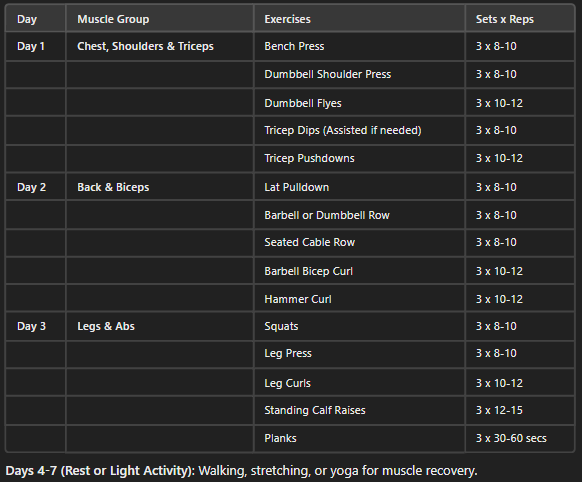 Day Muscle Group Exercises Sets x Reps
Day 1 Chest, Shoulders & Triceps Bench Press 3 x 8-10
Dumbbell Shoulder Press 3 x 8-10
Dumbbell Flyes 3 x 10-12
Tricep Dips (Assisted if needed) 3 x 8-10
Tricep Pushdowns 3 x 10-12
Day 2 Back & Biceps Lat Pulldown 3 x 8-10
Barbell or Dumbbell Row 3 x 8-10
Seated Cable Row 3 x 8-10
Barbell Bicep Curl 3 x 10-12
Hammer Curl 3 x 10-12
Day 3 Legs & Abs Squats 3 x 8-10
Leg Press 3 x 8-10
Leg Curls 3 x 10-12
Standing Calf Raises 3 x 12-15
Planks 3 x 30-60 secs
Days 4-7 (Rest or Light Activity): Walking, stretching, or yoga for muscle recovery.